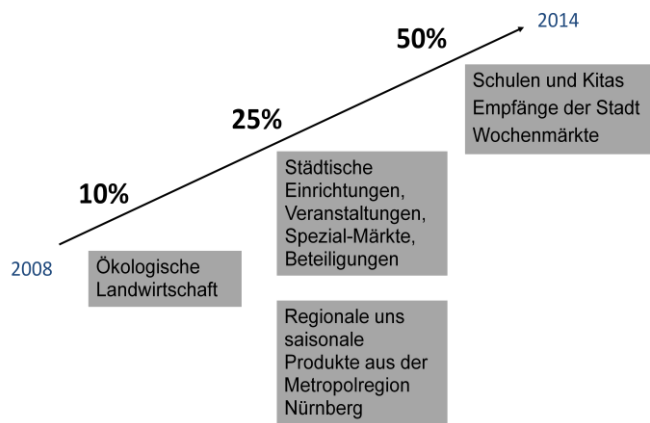 50%
2014
Schulen und Kitas
Empfänge der Stadt
Wochenmärkte
25%
Städtische
Einrichtungen,
Veranstaltungen,
Spezial-Märkte,
Beteiligungen
10%
2008
Ökologische
Landwirtschaft
Regionale uns
saisonale
Produkte aus der
Metropolregion
Nürnberg